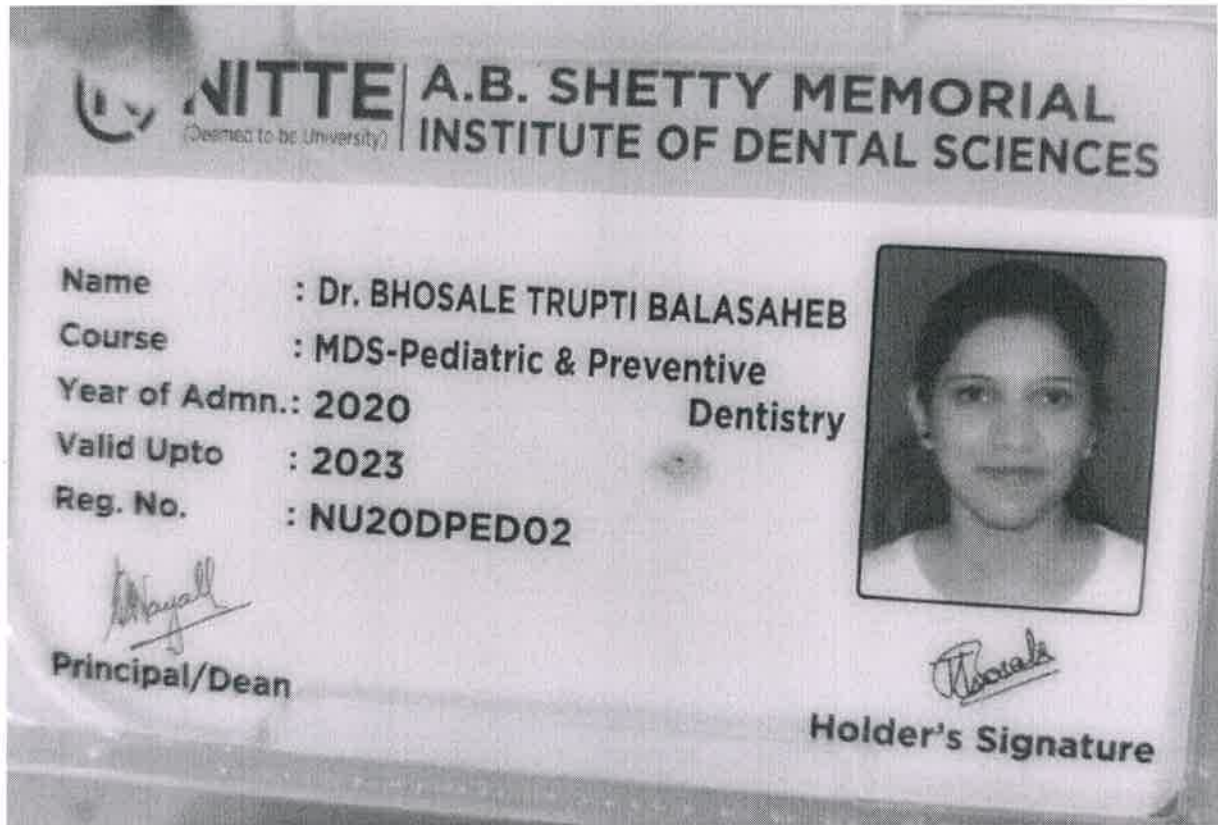 NITTE
(Deemed to be University)
A.B. SHETTY MEMORIAL
INSTITUTE OF DENTAL SCIENCES
Name : Dr. BHOSALE TRUPTI BALASAHEB
Course : MDS-Pediatric & Preventive
Dentistry
Year of Admn.: 2020
Valid Upto : 2023
Reg. No. : NU20DPED02
Principal/Dean
Holder's Signature